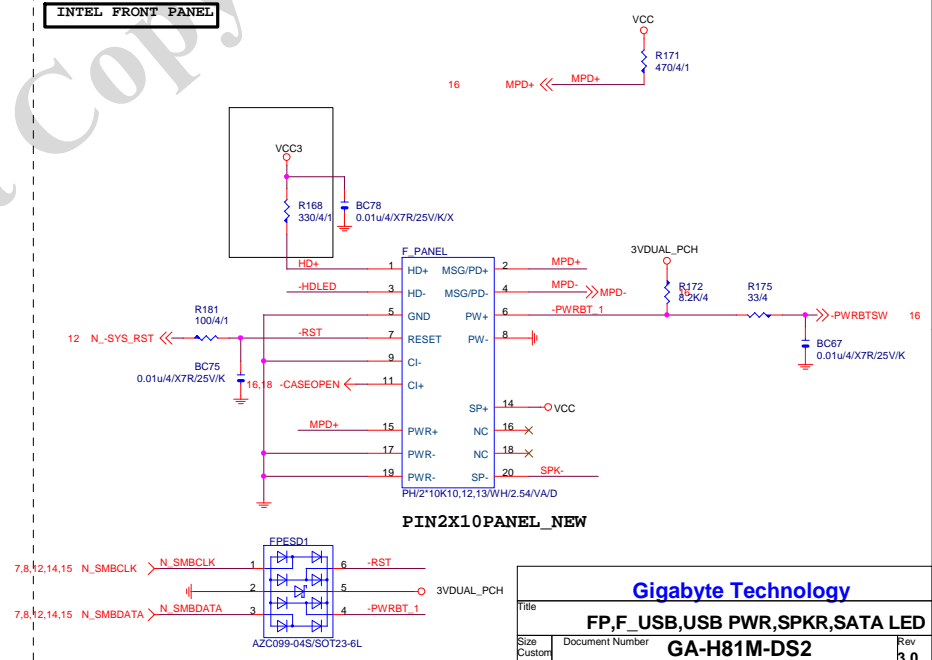 INTEL FRONT PANEL
Copy
VCC
R171
470/4/1
16 MPD+ MPD+
VCC3
R168
330/4/1
BC78
0.01u/4/X7R/25V/K/X
F_PANEL
3VDUAL_PCH
HD+ 1 HD+ MSG/PD+ 2 MPD+
-HDLED 3 HD- MSG/PD- 4 MPD- MPD- 16
R172
8.2K/4
R175
33/4
5 GND PW+ 6 -PWRBT_1 -PWRBTSW 16
R181
100/4/1
12 N_-SYS_RST -RST 7 RESET PW- 8
BC67
0.01u/4/X7R/25V/K
9 CI-
BC75
0.01u/4/X7R/25V/K
16,18 -CASEOPEN 11 CI+
SP+ 14 VCC
MPD+ 15 PWR+ NC 16
17 PWR- NC 18
19 PWR- SP- 20 SPK-
PH/2*10K10,12,13/WH/2.54/VA/D
PIN2X10PANEL_NEW
FPESD1
7,8,12,14,15 N_SMBCLK N_SMBCLK 1 6 -RST
2 5 3VDUAL_PCH
7,8,12,14,15 N_SMBDATA N_SMBDATA 3 4 -PWRBT_1
AZC099-04S/SOT23-6L
Gigabyte Technology
Title
FP,F_USB,USB PWR,SPKR,SATA LED
Size Document Number Rev
Custom GA-H81M-DS2 3.0